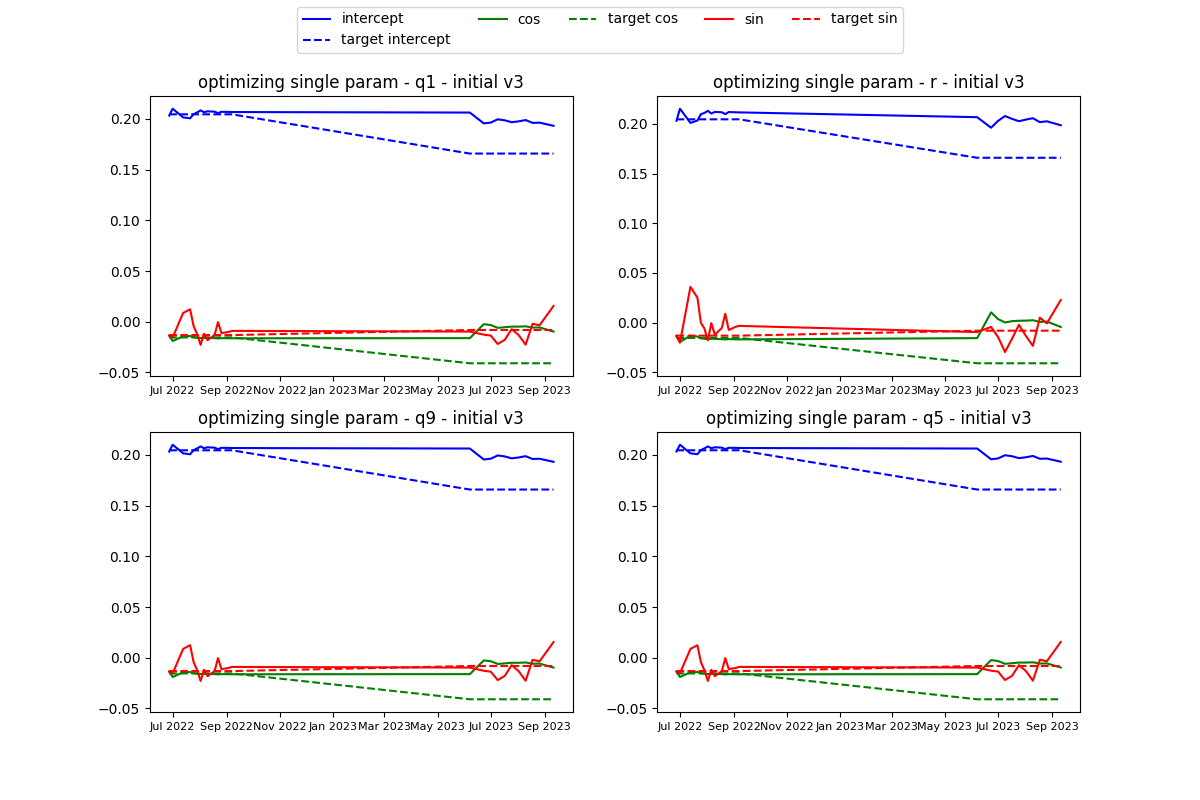 intercept cos target cos sin target sin
target intercept
optimizing single param - q1 - initial v3
0.20
0.15
0.10
0.05
0.00
−0.05
Jul 2022 Sep 2022 Nov 2022 Jan 2023 Mar 2023 May 2023 Jul 2023 Sep 2023
optimizing single param - r - initial v3
0.20
0.15
0.10
0.05
0.00
−0.05
Jul 2022 Sep 2022 Nov 2022 Jan 2023 Mar 2023 May 2023 Jul 2023 Sep 2023
optimizing single param - q9 - initial v3
0.20
0.15
0.10
0.05
0.00
−0.05
Jul 2022 Sep 2022 Nov 2022 Jan 2023 Mar 2023 May 2023 Jul 2023 Sep 2023
optimizing single param - q5 - initial v3
0.20
0.15
0.10
0.05
0.00
−0.05
Jul 2022 Sep 2022 Nov 2022 Jan 2023 Mar 2023 May 2023 Jul 2023 Sep 2023